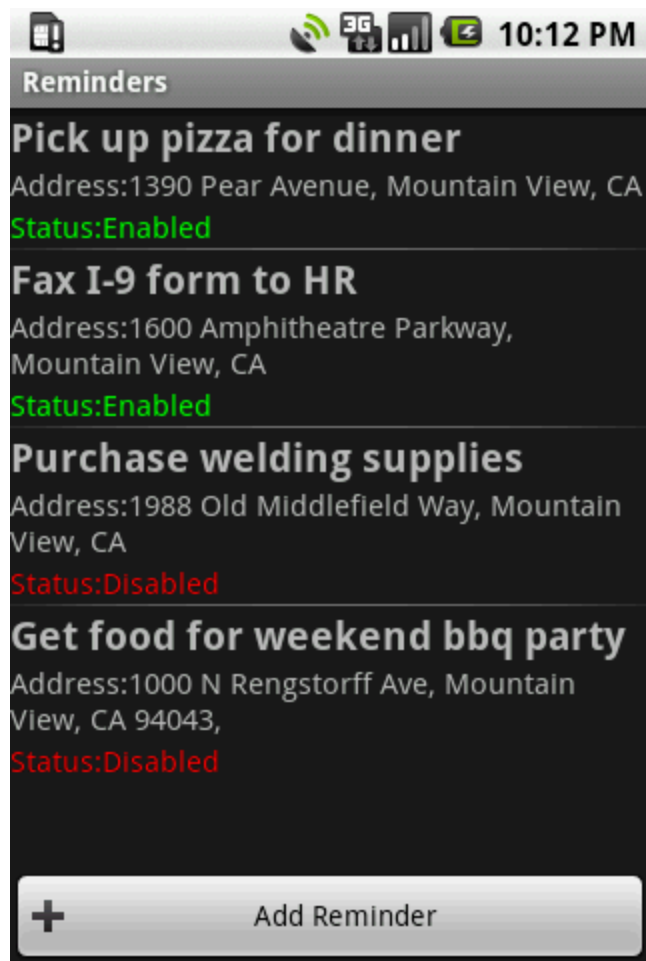 3G
10:12 PM
Reminders
Pick up pizza for dinner
Address:1390 Pear Avenue, Mountain View, CA
Status:Enabled
Fax I-9 form to HR
Address:1600 Amphitheatre Parkway,
Mountain View, CA
Status:Enabled
Purchase welding supplies
Address:1988 Old Middlefield Way, Mountain
View, CA
Status:Disabled
Get food for weekend bbq party
Address:1000 N Rengstorff Ave, Mountain
View, CA 94043,
Status:Disabled
Add Reminder